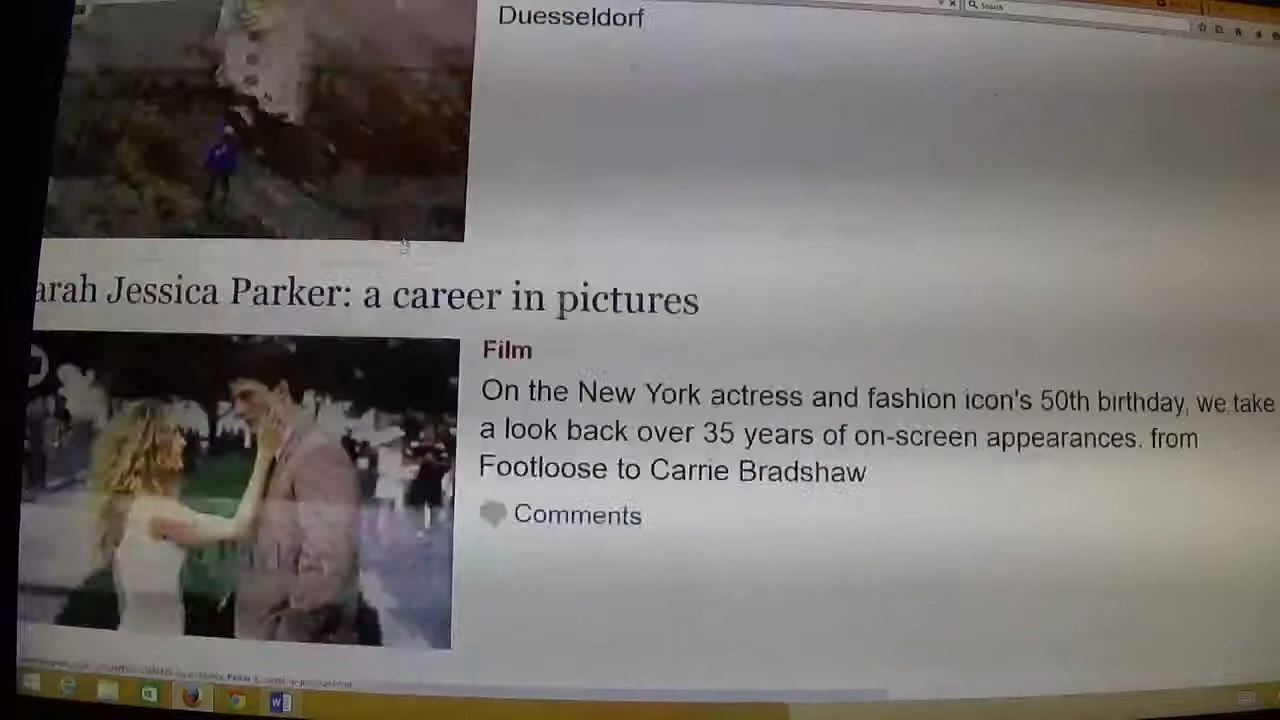 Search
Duesseldorf
arah Jessica Parker: a career in pictures
Film
On the New York actress and fashion icon's 50th birthday, we take
a look back over 35 years of on-screen appearances. from
Footloose to Carrie Bradshaw
Comments